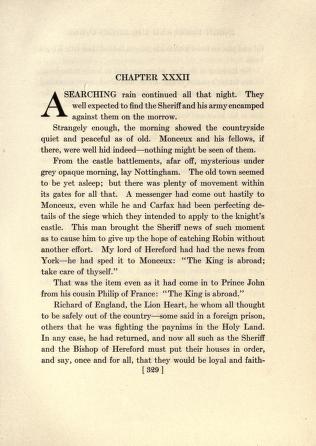 CHAPTER XXXII
A SEARCHING rain continued all that night. They
well expected to find the Sheriff and his army encamped
against them on the morrow.
Strangely enough, the morning showed the countryside
quiet and peaceful as of old. Monceux and his fellows, if
there, were well hid indeed—nothing might be seen of them.
From the castle battlements, afar off, mysterious under
grey opaque morning, lay Nottingham. The old town seemed
to be yet asleep; but there was plenty of movement within
its gates for all that. A messenger had come out hastily to
Monceux, even while he and Carfax had been perfecting de-
tails of the siege which they intended to apply to the knight's
castle. This man brought the Sheriff news of such moment
as to cause him to give up the hope of catching Robin without
another effort. My lord of Hereford had had the news from
York—he had sped it to Monceux: "The King is abroad;
take care of thyself."
That was the item even as it had come in to Prince John
from his cousin Philip of France: "The King is abroad."
Richard of England, the Lion Heart, he whom all thought
to be safely out of the country—some said in a foreign prison,
others that he was fighting the paynims in the Holy Land.
In any case, he had returned, and now all such as the Sheriff
and the Bishop of Hereford must put their houses in order,
and say, once and for all, that they would be loyal and faith-
[ 329 ]